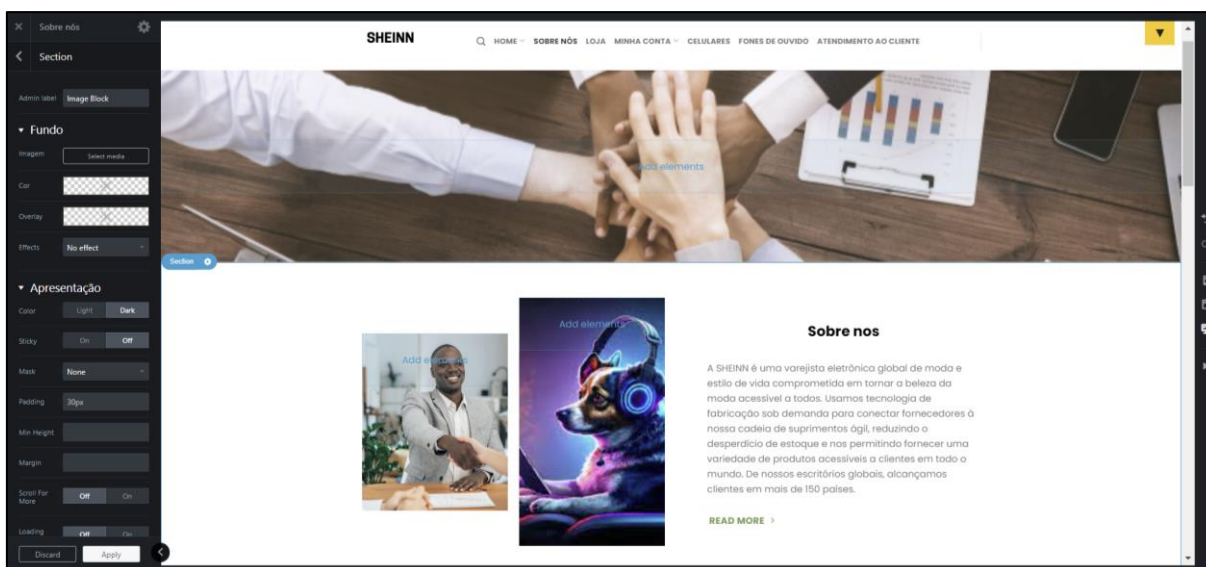 Sobre nós
Section
Admin label Image Block
Fundo
Imagem Select media
Cor
Overlay
Effects No effect
Apresentação
Color Light Dark
Sticky On Off
Mask None
Padding 30px
Min Height
Margin
Scroll For
More Off On
Loading Off On
Discard Apply
SHEINN
HOME SOBRE NÓS LOJA MINHA CONTA CELULARES FONES DE OUVIDO ATENDIMENTO AO CLIENTE
Add elements
Section
Add elements
Add elements
Sobre nos
A SHEINN é uma varejista eletrônica global de moda e
estilo de vida comprometida em tornar a beleza da
moda acessível a todos. Usamos tecnologia de
fabricação sob demanda para conectar fornecedores à
nossa cadeia de suprimentos ágil, reduzindo o
desperdício de estoque e nos permitindo fornecer uma
variedade de produtos acessíveis a clientes em todo o
mundo. De nossos escritórios globais, alcançamos
clientes em mais de 150 países.
READ MORE